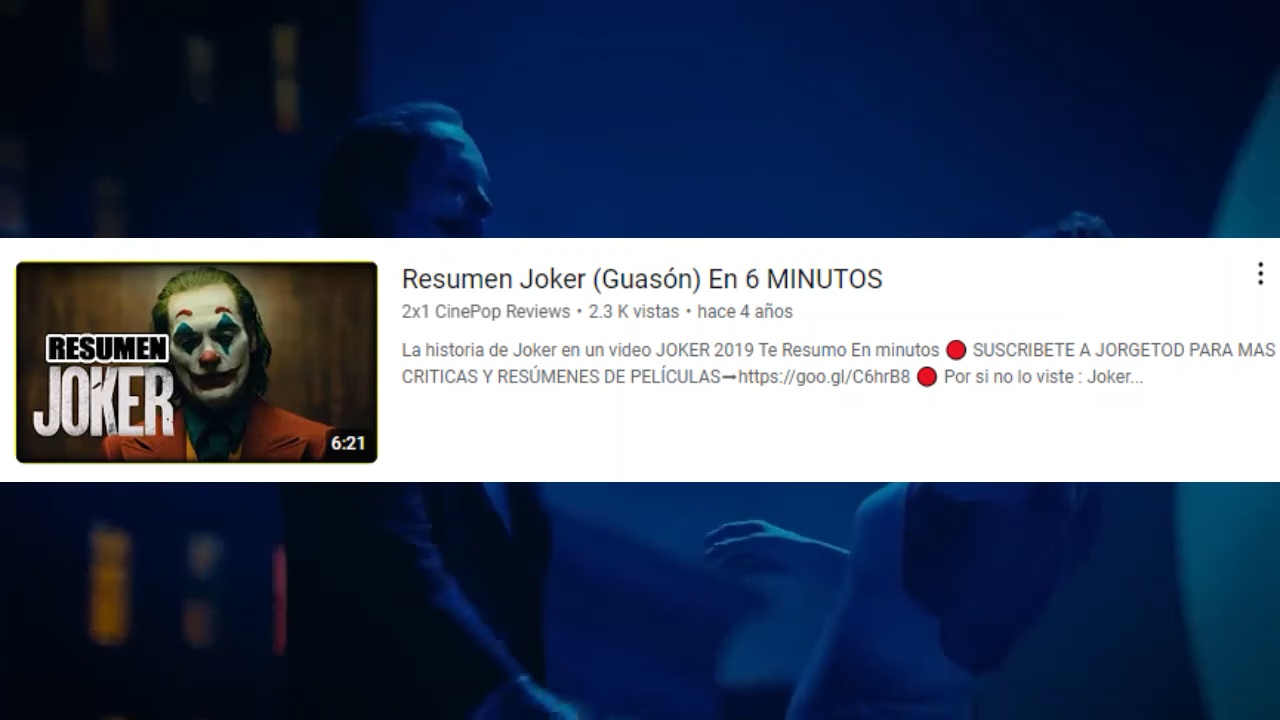 Resumen Joker (Guasón) En 6 MINUTOS
2x1 CinePop Reviews • 2.3 K vistas • hace 4 años
La historia de Joker en un video JOKER 2019 Te Resumo En minutos 🔴 SUSCRIBETE A JORGETOD PARA MAS
CRITICAS Y RESÚMENES DE PELÍCULAS➞https://goo.gl/C6hrB8 🔴 Por si no lo viste : Joker...
RESUMEN
JOKER
6:21